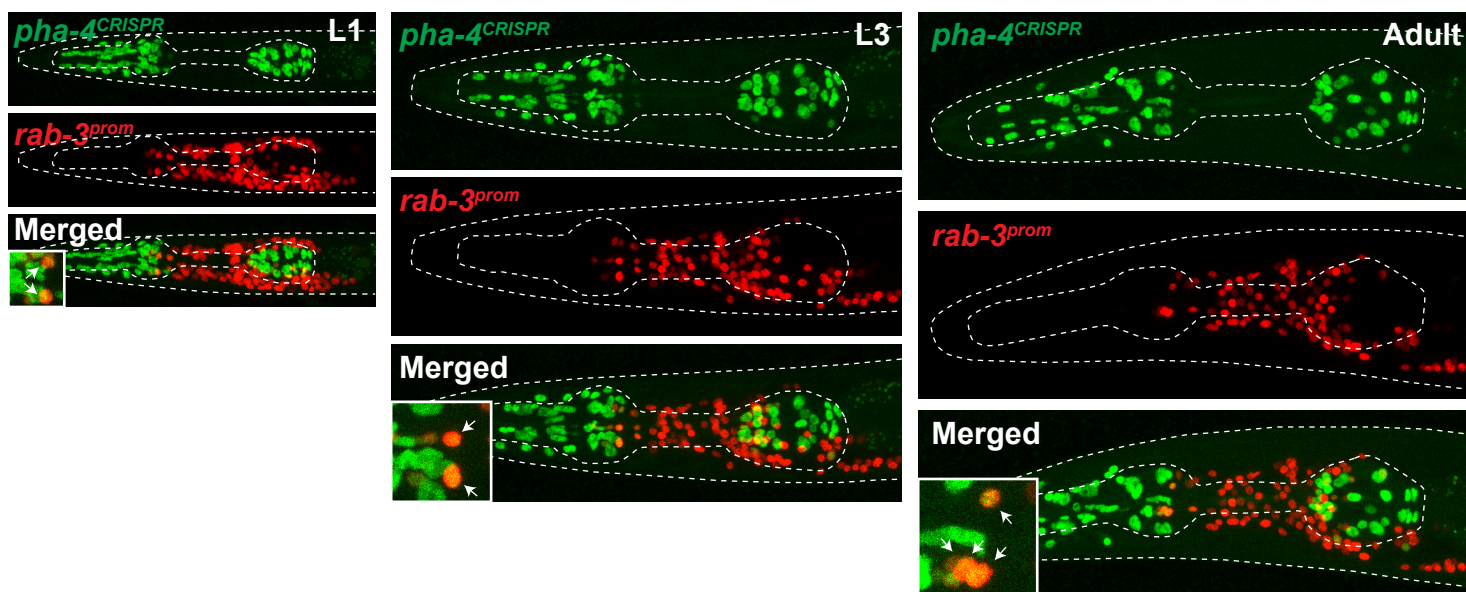 pha-4CRISPR
L1
rab-3prom
Merged
pha-4CRISPR
L3
rab-3prom
Merged
pha-4CRISPR
Adult
rab-3prom
Merged